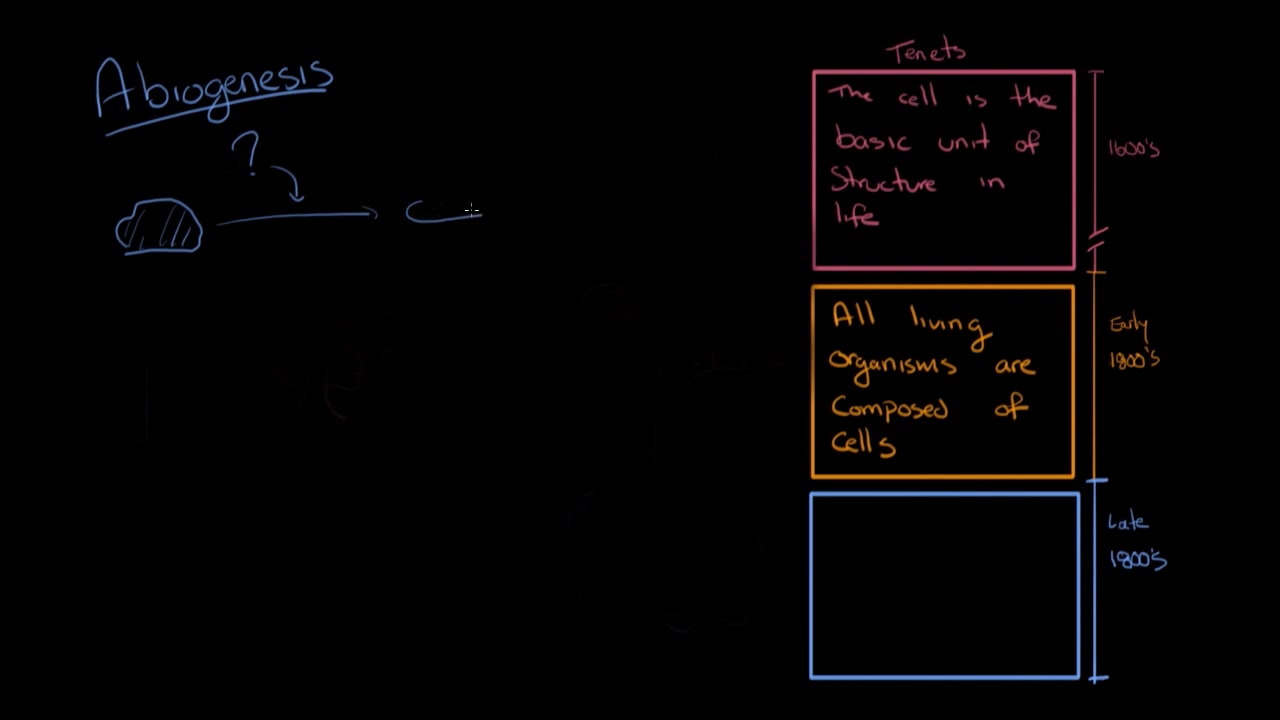 Abiogenesis
?
Tenets
The cell is the
basic unit of
Structure in
life
1600's
All living
organisms are
Composed of
Cells
Early
1800's
Late
1800's